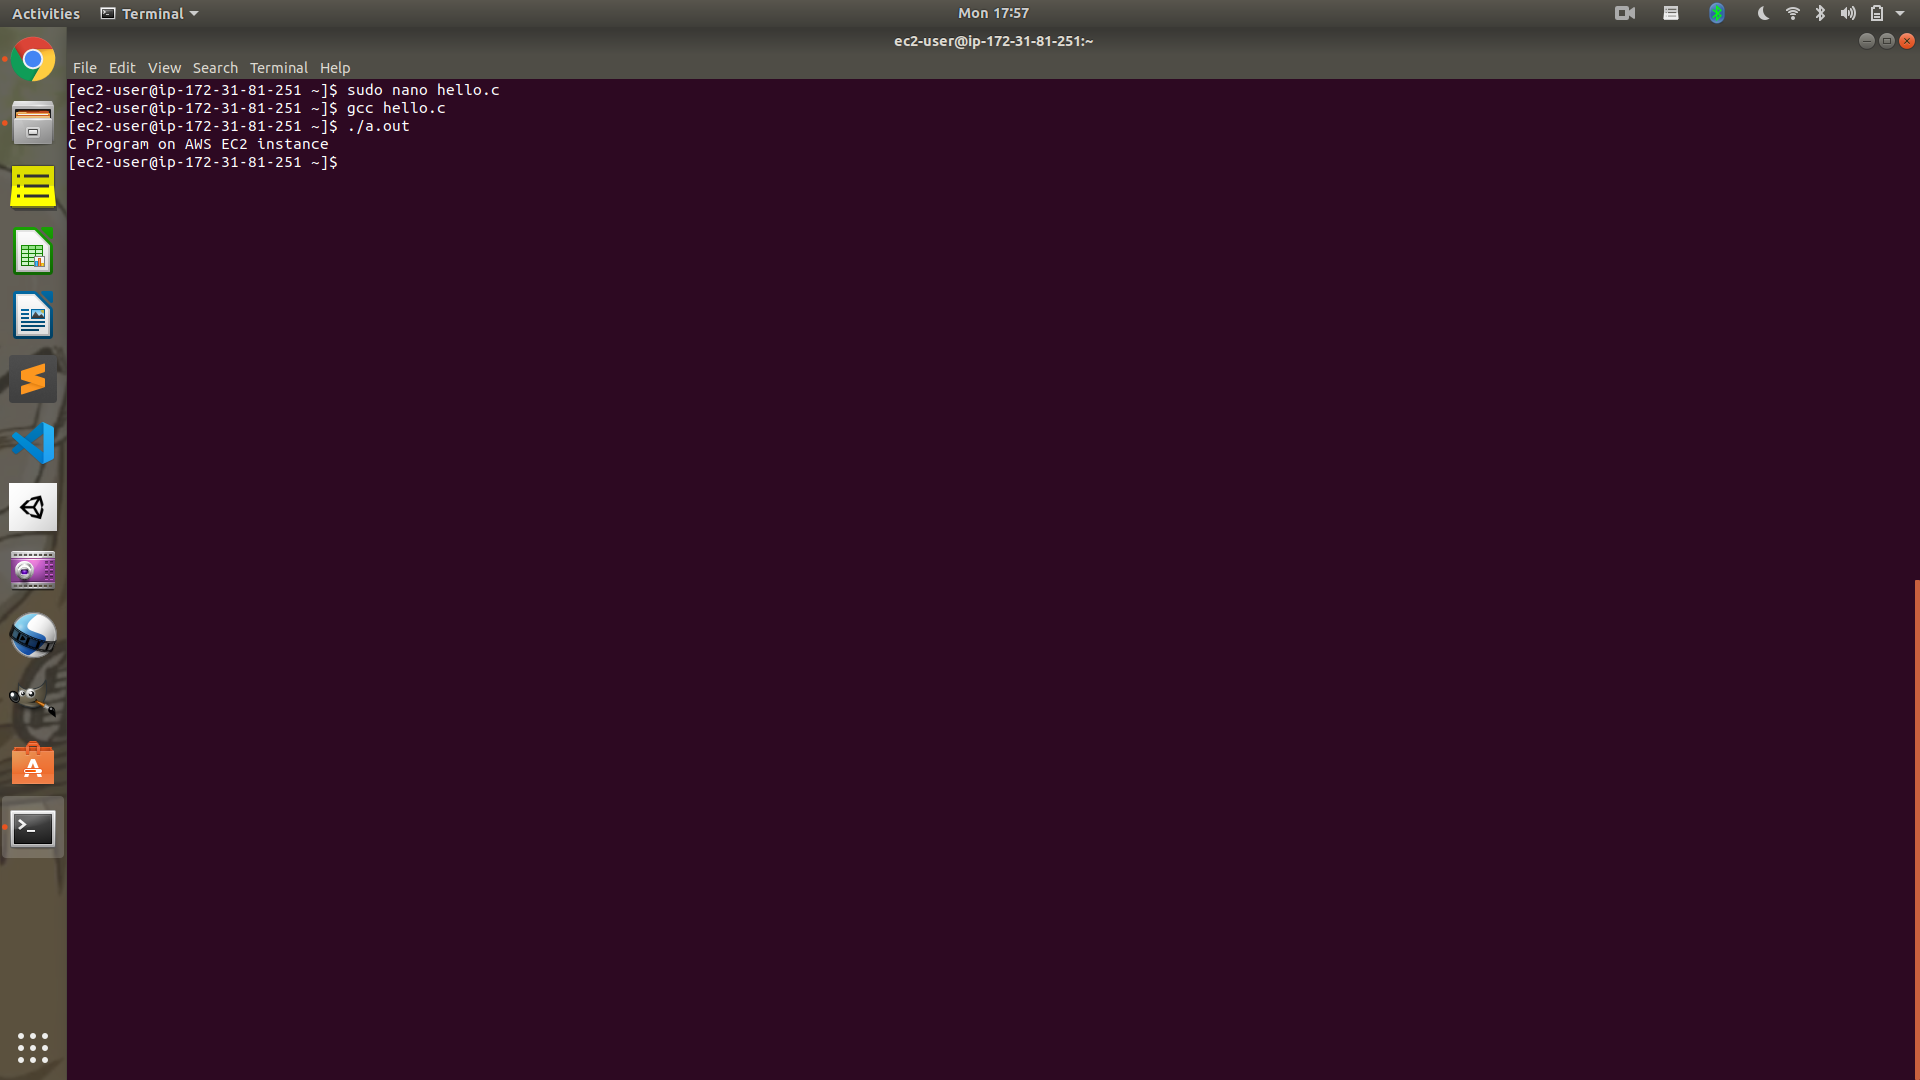 Activities Terminal Mon 17:57
ec2-user@ip-172-31-81-251:~
File Edit View Search Terminal Help
[ec2-user@ip-172-31-81-251 ~]$ sudo nano hello.c
[ec2-user@ip-172-31-81-251 ~]$ gcc hello.c
[ec2-user@ip-172-31-81-251 ~]$ ./a.out
C Program on AWS EC2 instance
[ec2-user@ip-172-31-81-251 ~]$